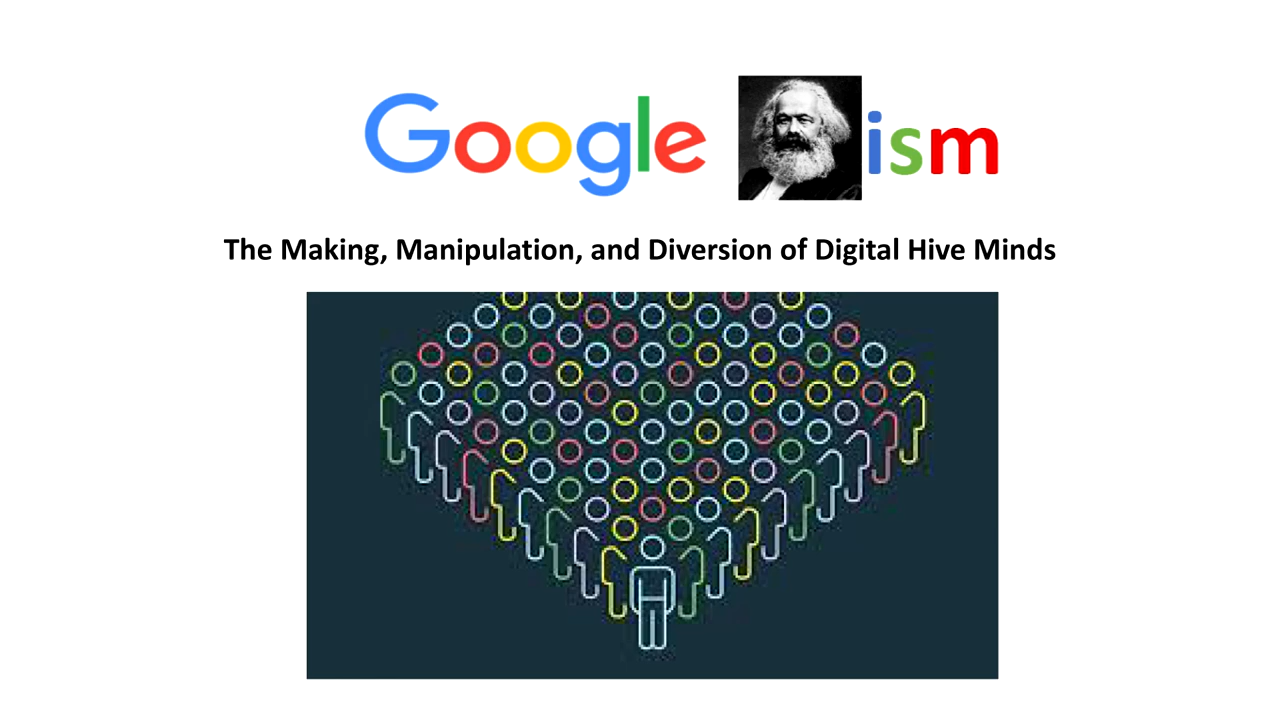 Google ism
The Making, Manipulation, and Diversion of Digital Hive Minds